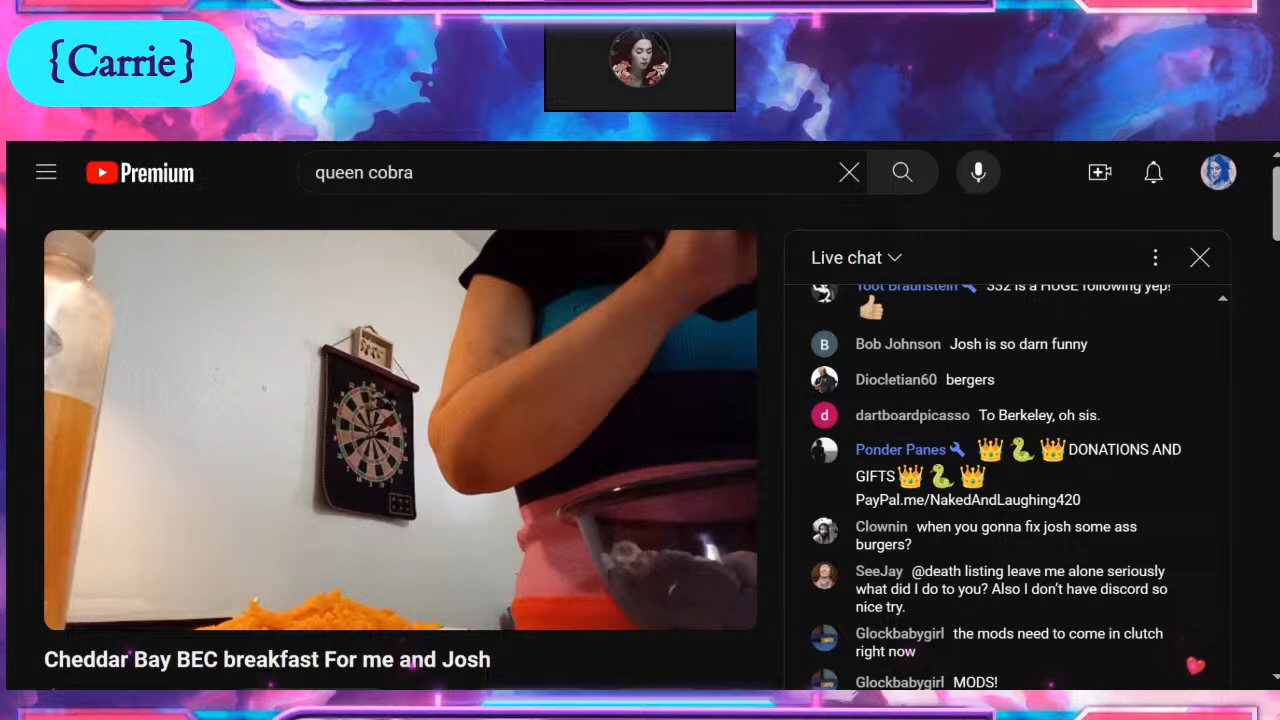 {Carrie}
Premium
queen cobra
Live chat
Toot Braunstein 332 is a HUGE following yep!
Bob Johnson Josh is so darn funny
Diocletian60 bergers
dartboardpicasso To Berkeley, oh sis.
Ponder Panes DONATIONS AND
GIFTS
PayPal.me/NakedAndLaughing420
Clownin when you gonna fix josh some ass
burgers?
SeeJay @death listing leave me alone seriously
what did I do to you? Also I don't have discord so
nice try.
Glockbabygirl the mods need to come in clutch
right now
Glockbabygirl MODS!
B
d
Cheddar Bay BEC breakfast For me and Josh